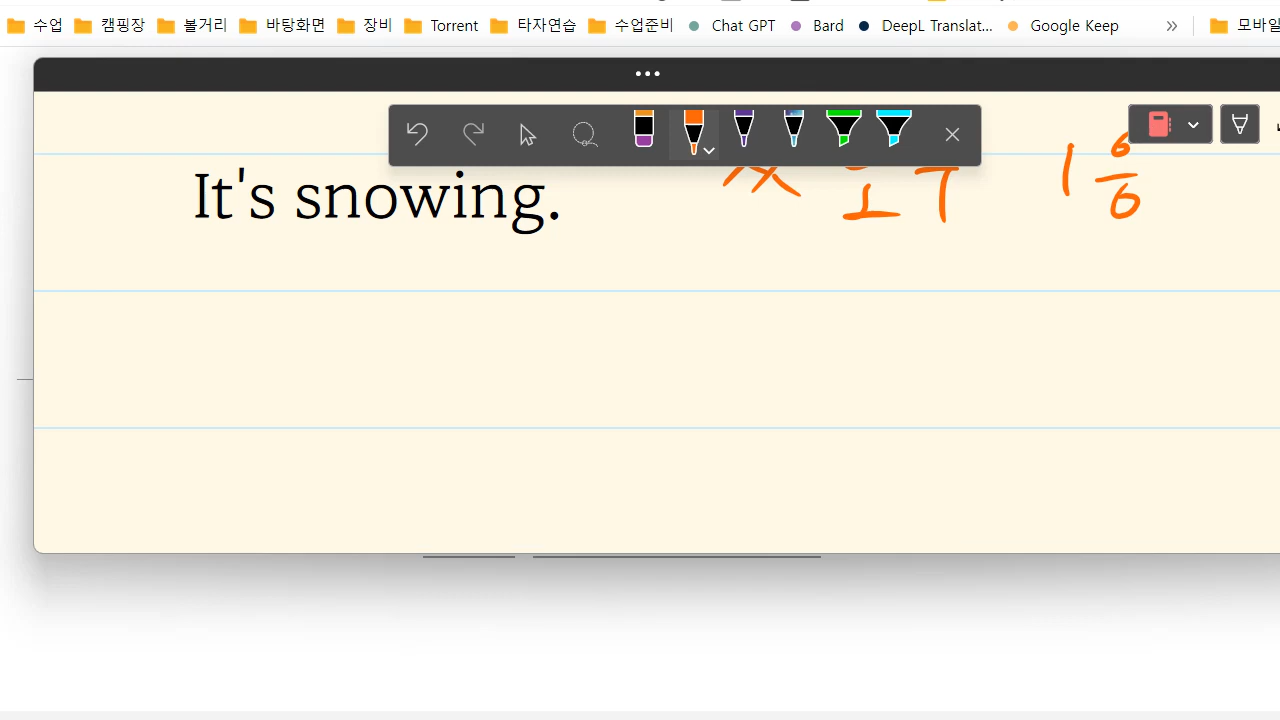 수업 캠핑장 볼거리 바탕화면 장비 Torrent 타자연습 수업준비 Chat GPT Bard DeepL Translat... Google Keep » 모바일
It's snowing.